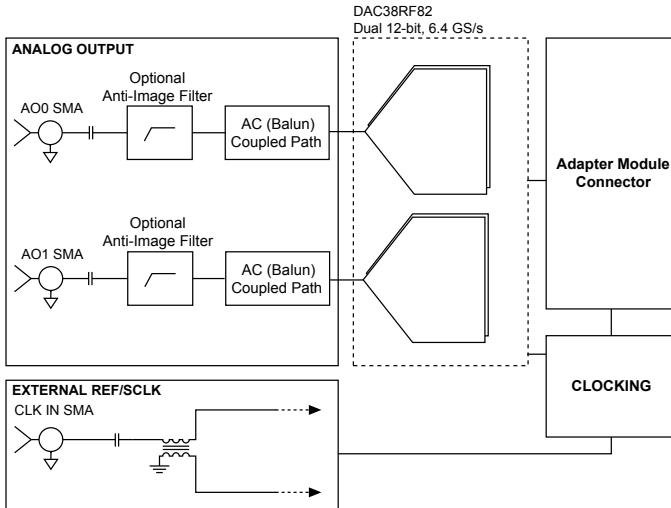 DAC38RF82
Dual 12-bit, 6.4 GS/s
ANALOG OUTPUT
Optional
Anti-Image Filter
AO0 SMA
AC (Balun)
Coupled Path
Adapter Module
Connector
Optional
Anti-Image Filter
AO1 SMA
AC (Balun)
Coupled Path
EXTERNAL REF/SCLK
CLK IN SMA
CLOCKING